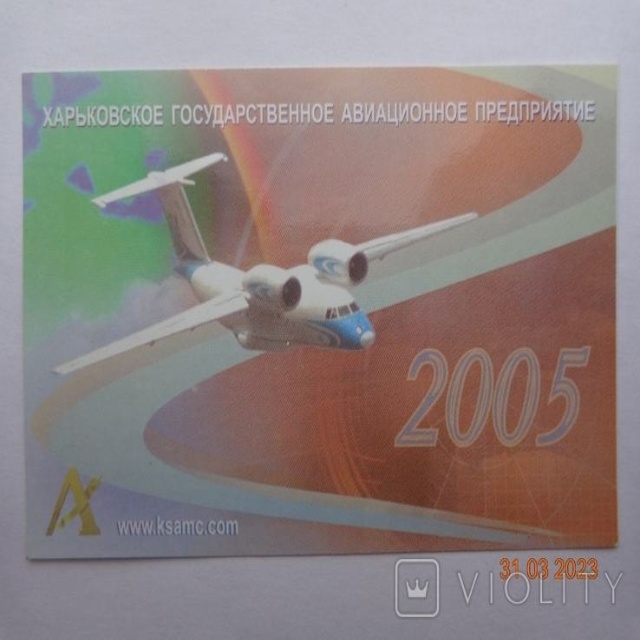 ХАРЬКОВСКОЕ ГОСУДАРСТВЕННОЕ АВИАЦИОННОЕ ПРЕДПРИЯТИЕ
2005
www.ksamc.com
31 03 2023
VIOLITY